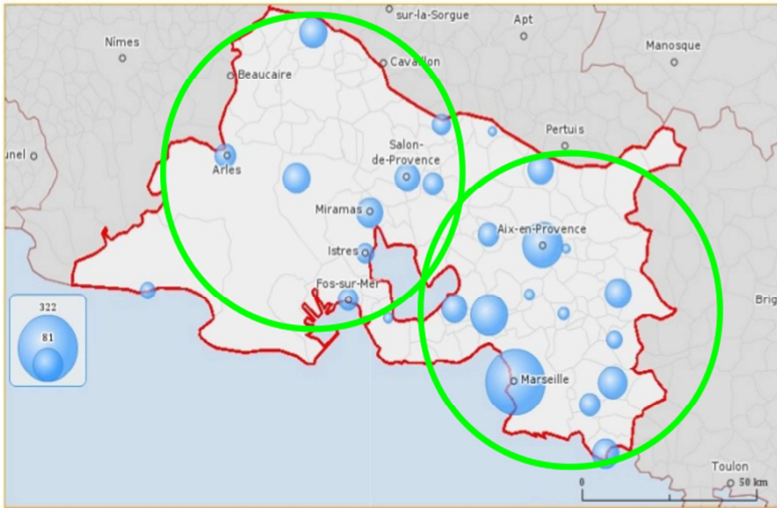 sur-la-Sorgue
Apt
Nîmes
Manosque
Cavaillon
Beaucaire
Pertuis
Salon-
de-Provence
unel
Arles
Miramas
Aix-en-Provence
Istres
Fos-sur-Mer
Brig
322
81
Marseille
Toulon
0
50 km